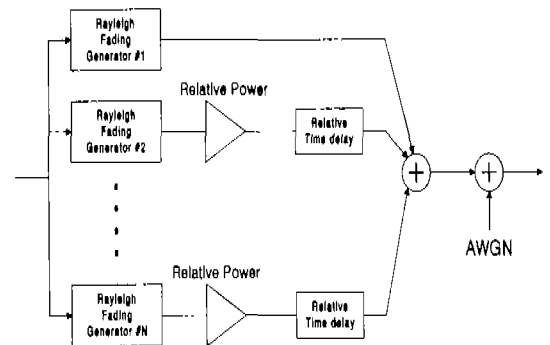 Rayleigh
Fading
Generator #1
Relative Power
Rayleigh
Fading
Generator #2
Relative
Time delay
+
+
AWGN
Relative Power
Rayleigh
Fading
Generator #N
Relative
Time delay